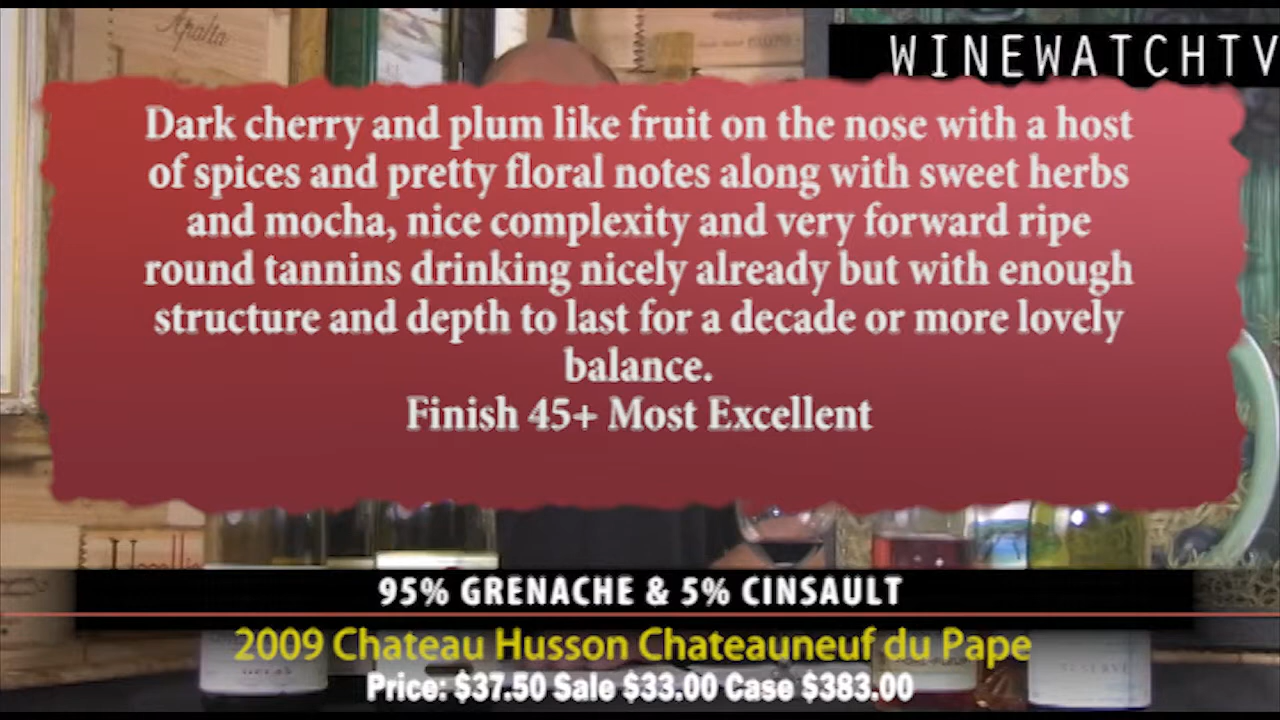 Apalta
WINEWATCHTV
Dark cherry and plum like fruit on the nose with a host
of spices and pretty floral notes along with sweet herbs
and mocha, nice complexity and very forward ripe
round tannins drinking nicely already but with enough
structure and depth to last for a decade or more lovely
balance.
Finish 45+ Most Excellent
95% GRENACHE & 5% CINSAULT
2009 Chateau Husson Chateauneuf du Pape
Price: $37.50 Sale $33.00 Case $383.00